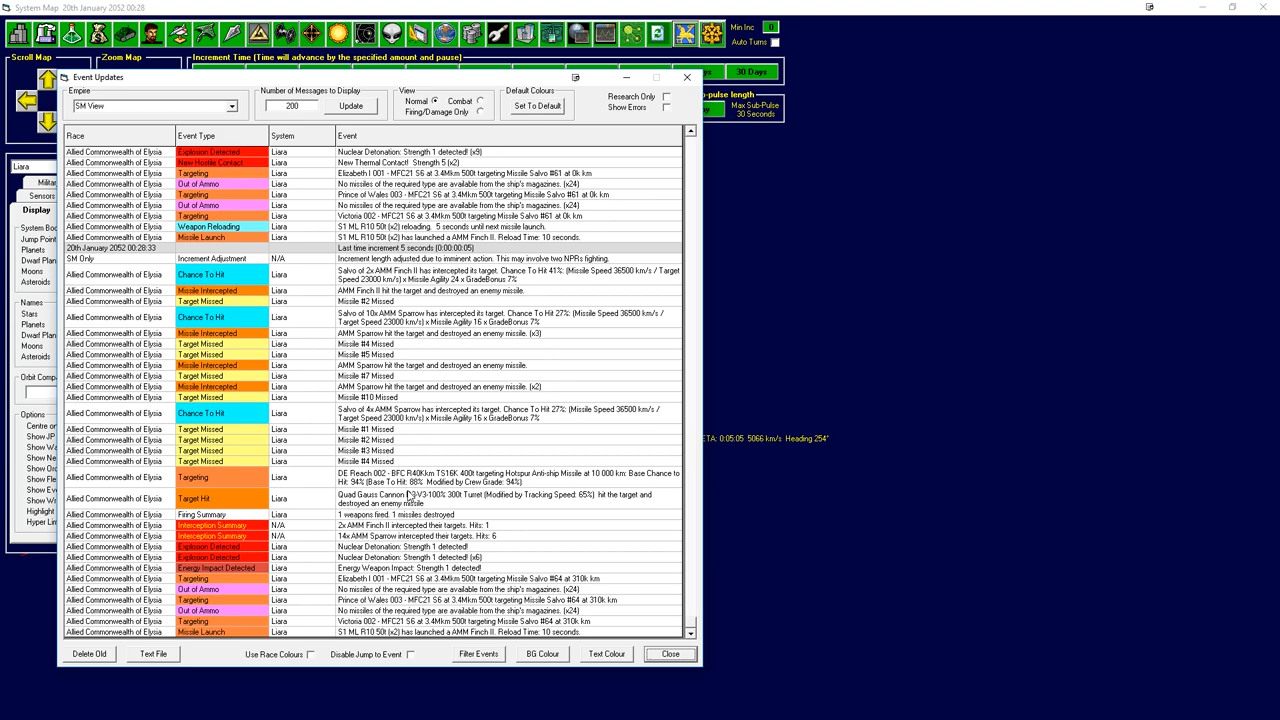 System Map 20th January 2052 00:28
Min Inc 0
Auto Turns
Scroll Map
Zoom Map
Increment Time (Time will advance by the specified amount and pause)
30 Days
Max Sub-Pulse
30 Seconds
Event Updates
Empire
SM View
Number of Messages to Display
200 Update
View
Normal Combat
Firing/Damage Only
Default Colours
Set To Default
Research Only
Show Errors
Race Event Type System Event
Allied Commonwealth of Elysia Explosion Detected Liara Nuclear Detonation: Strength 1 detected! (x9)
Allied Commonwealth of Elysia New Hostile Contact Liara New Thermal Contact! Strength 5 (x2)
Allied Commonwealth of Elysia Targeting Liara Elizabeth I 001 - MFC21 S6 at 3.4Mkm 500t targeting Missile Salvo #61 at 0k km
Allied Commonwealth of Elysia Out of Ammo Liara No missiles of the required type are available from the ship's magazines. (x24)
Allied Commonwealth of Elysia Targeting Liara Prince of Wales 003 - MFC21 S6 at 3.4Mkm 500t targeting Missile Salvo #61 at 0k km
Allied Commonwealth of Elysia Out of Ammo Liara No missiles of the required type are available from the ship's magazines. (x24)
Allied Commonwealth of Elysia Targeting Liara Victoria 002 - MFC21 S6 at 3.4Mkm 500t targeting Missile Salvo #61 at 0k km
Allied Commonwealth of Elysia Weapon Reloading Liara S1 ML R10 50t (x2) reloading. 5 seconds until next missile launch.
Allied Commonwealth of Elysia Missile Launch Liara S1 ML R10 50t (x2) has launched a AMM Finch II. Reload Time: 10 seconds.
20th January 2052 00:28:33 Last time increment 5 seconds (0:00:00:05)
SM Only Increment Adjustment N/A Increment length adjusted due to imminent action. This may involve two NPRs fighting.
Allied Commonwealth of Elysia Chance To Hit Liara Salvo of 2x AMM Finch II has intercepted its target. Chance To Hit 41%: (Missile Speed 36500 km/s / Target
Speed 23000 km/s) x Missile Agility 24 x GradeBonus 7%
Allied Commonwealth of Elysia Missile Intercepted Liara AMM Finch II hit the target and destroyed an enemy missile.
Allied Commonwealth of Elysia Target Missed Liara Missile #2 Missed
Allied Commonwealth of Elysia Chance To Hit Liara Salvo of 10x AMM Sparrow has intercepted its target. Chance To Hit 27%: (Missile Speed 36500 km/s /
Target Speed 23000 km/s) x Missile Agility 16 x GradeBonus 7%
Allied Commonwealth of Elysia Missile Intercepted Liara AMM Sparrow hit the target and destroyed an enemy missile. (x3)
Allied Commonwealth of Elysia Target Missed Liara Missile #4 Missed
Allied Commonwealth of Elysia Target Missed Liara Missile #5 Missed
Allied Commonwealth of Elysia Missile Intercepted Liara AMM Sparrow hit the target and destroyed an enemy missile.
Allied Commonwealth of Elysia Target Missed Liara Missile #7 Missed
Allied Commonwealth of Elysia Missile Intercepted Liara AMM Sparrow hit the target and destroyed an enemy missile. (x2)
Allied Commonwealth of Elysia Target Missed Liara Missile #10 Missed
Allied Commonwealth of Elysia Chance To Hit Liara Salvo of 4x AMM Sparrow has intercepted its target. Chance To Hit 27%: (Missile Speed 36500 km/s /
Target Speed 23000 km/s) x Missile Agility 16 x GradeBonus 7%
Allied Commonwealth of Elysia Target Missed Liara Missile #1 Missed
Allied Commonwealth of Elysia Target Missed Liara Missile #2 Missed
Allied Commonwealth of Elysia Target Missed Liara Missile #3 Missed
Allied Commonwealth of Elysia Target Missed Liara Missile #4 Missed
Allied Commonwealth of Elysia Targeting Liara DE Reach 002 - BFC R40Kkm TS16K 400t targeting Hotspur Anti-ship Missile at 10 000 km: Base Chance to
Hit: 94% (Base To Hit: 88% Modified by Crew Grade: 94%)
Allied Commonwealth of Elysia Target Hit Liara Quad Gauss Cannon V3-100% 300t Turret (Modified by Tracking Speed: 65%) hit the target and
destroyed an enemy missile
Allied Commonwealth of Elysia Firing Summary Liara 1 weapons fired. 1 missiles destroyed
Allied Commonwealth of Elysia Interception Summary N/A 2x AMM Finch II intercepted their targets. Hits: 1
Allied Commonwealth of Elysia Interception Summary N/A 14x AMM Sparrow intercepted their targets. Hits: 6
Allied Commonwealth of Elysia Explosion Detected Liara Nuclear Detonation: Strength 1 detected!
Allied Commonwealth of Elysia Explosion Detected Liara Nuclear Detonation: Strength 1 detected! (x6)
Allied Commonwealth of Elysia Energy Impact Detected Liara Energy Weapon Impact: Strength 1 detected!
Allied Commonwealth of Elysia Targeting Liara Elizabeth I 001 - MFC21 S6 at 3.4Mkm 500t targeting Missile Salvo #64 at 310k km
Allied Commonwealth of Elysia Out of Ammo Liara No missiles of the required type are available from the ship's magazines. (x24)
Allied Commonwealth of Elysia Targeting Liara Prince of Wales 003 - MFC21 S6 at 3.4Mkm 500t targeting Missile Salvo #64 at 310k km
Allied Commonwealth of Elysia Out of Ammo Liara No missiles of the required type are available from the ship's magazines. (x24)
Allied Commonwealth of Elysia Targeting Liara Victoria 002 - MFC21 S6 at 3.4Mkm 500t targeting Missile Salvo #64 at 310k km
Allied Commonwealth of Elysia Missile Launch Liara S1 ML R10 50t (x2) has launched a AMM Finch II. Reload Time: 10 seconds.
Delete Old Text File Use Race Colours Disable Jump to Event Filter Events BG Colour Text Colour Close
Liara
Sensors
Display
Planets
Moons
Asteroids
Names
Stars
Planets
Moons
Asteroids
Options
Show JP
Highlight
ETA: 0:05:05 5066 km/s Heading 254°